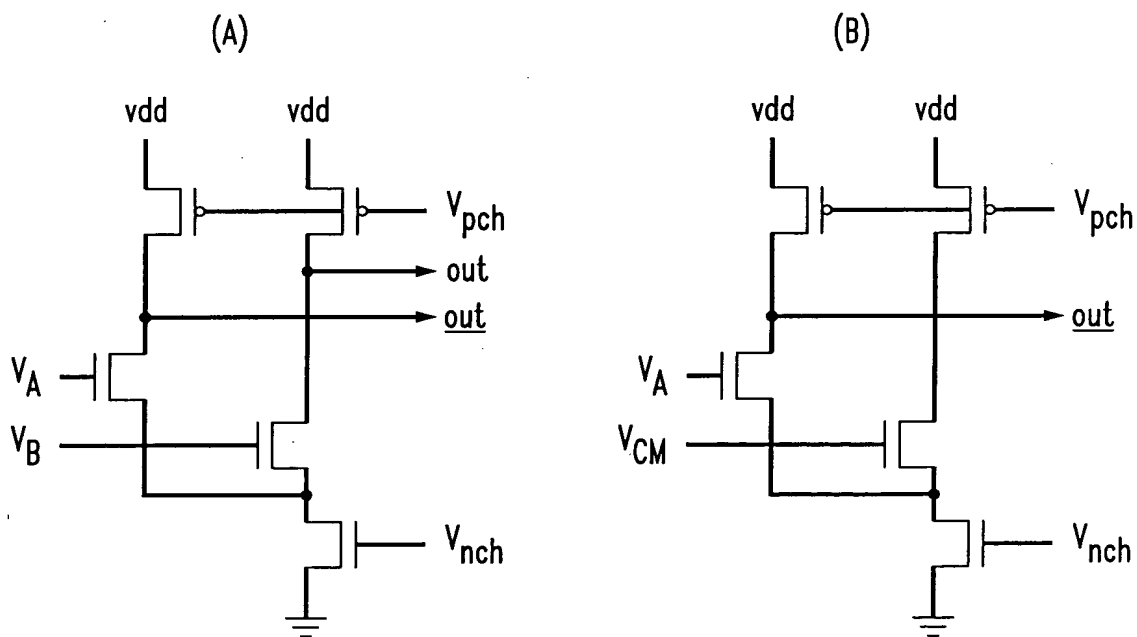 (A)
vdd vdd
V_pch
out
<u>out</u>
V_A
V_B
V_nch
(B)
vdd vdd
V_pch
<u>out</u>
V_A
V_CM
V_nch